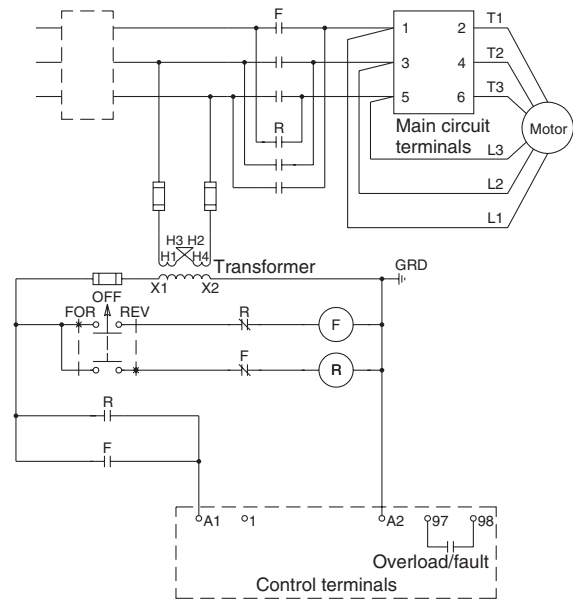 F
1 2 T1
3 4 T2
5 6 T3
R
Main circuit
terminals
Motor
L3
L2
L1
H3 H2
H1 H4
Transformer
X1 X2
GRD
OFF
FOR REV
R
F
F
R
R
F
A1 1 A2 97 98
Overload/fault
Control terminals